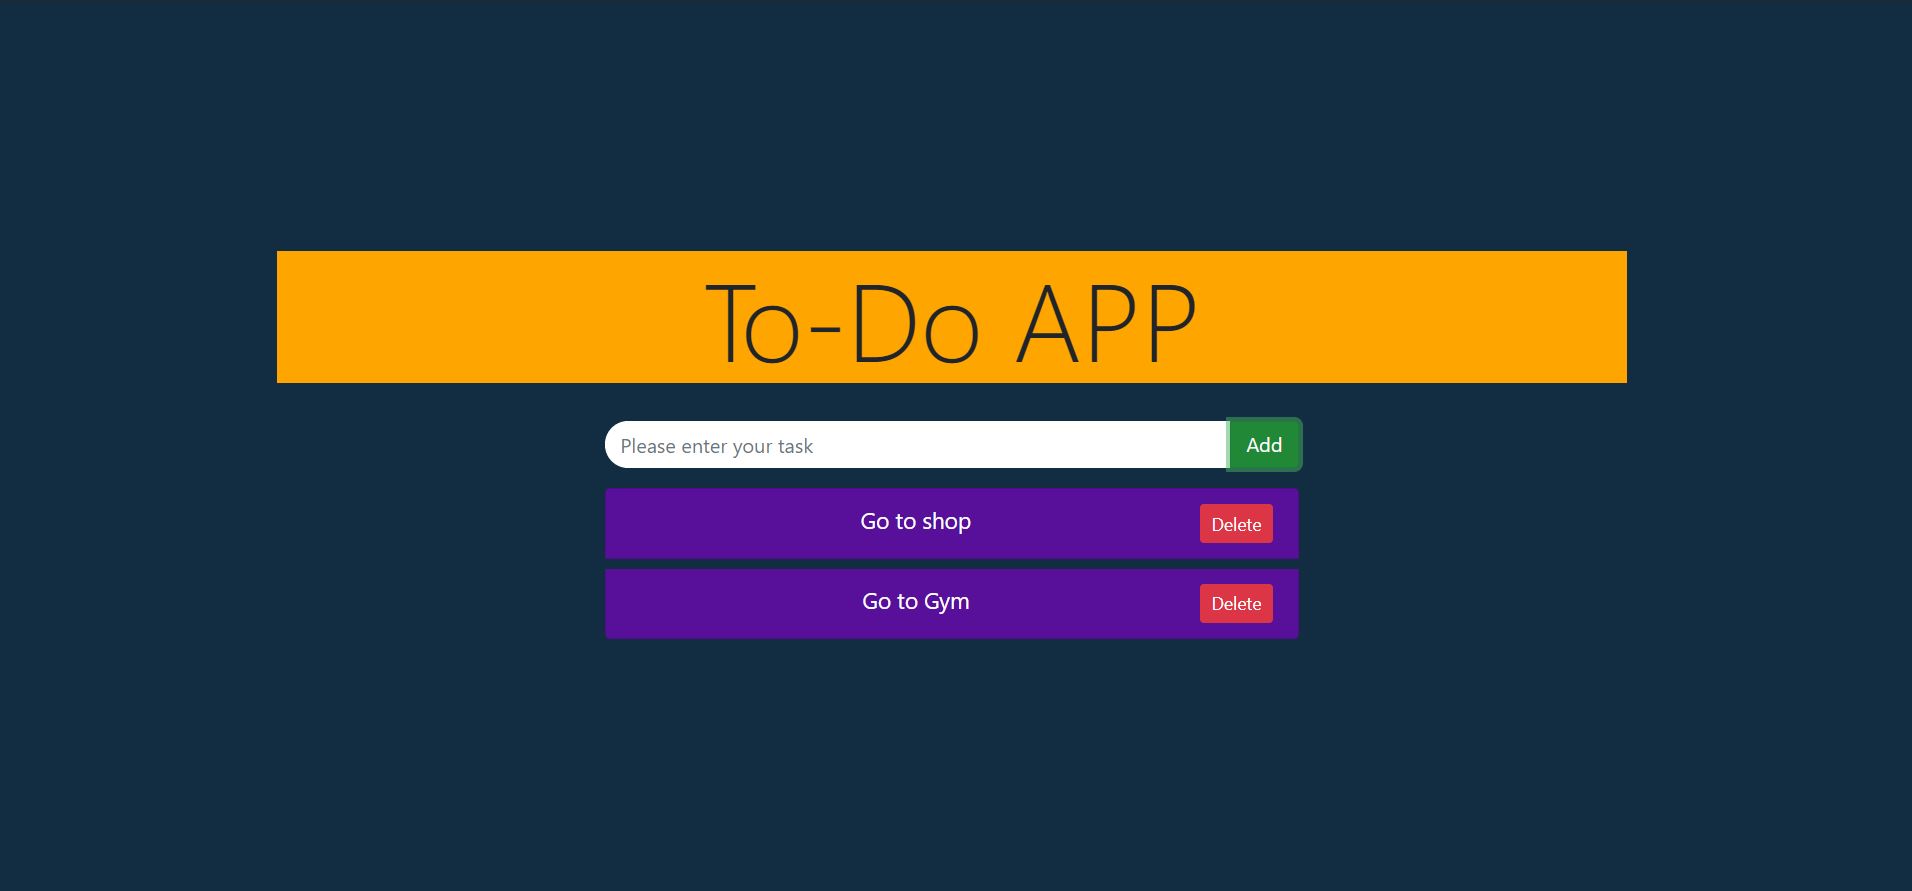 To-Do APP
Please enter your task
Add
Go to shop
Delete
Go to Gym
Delete